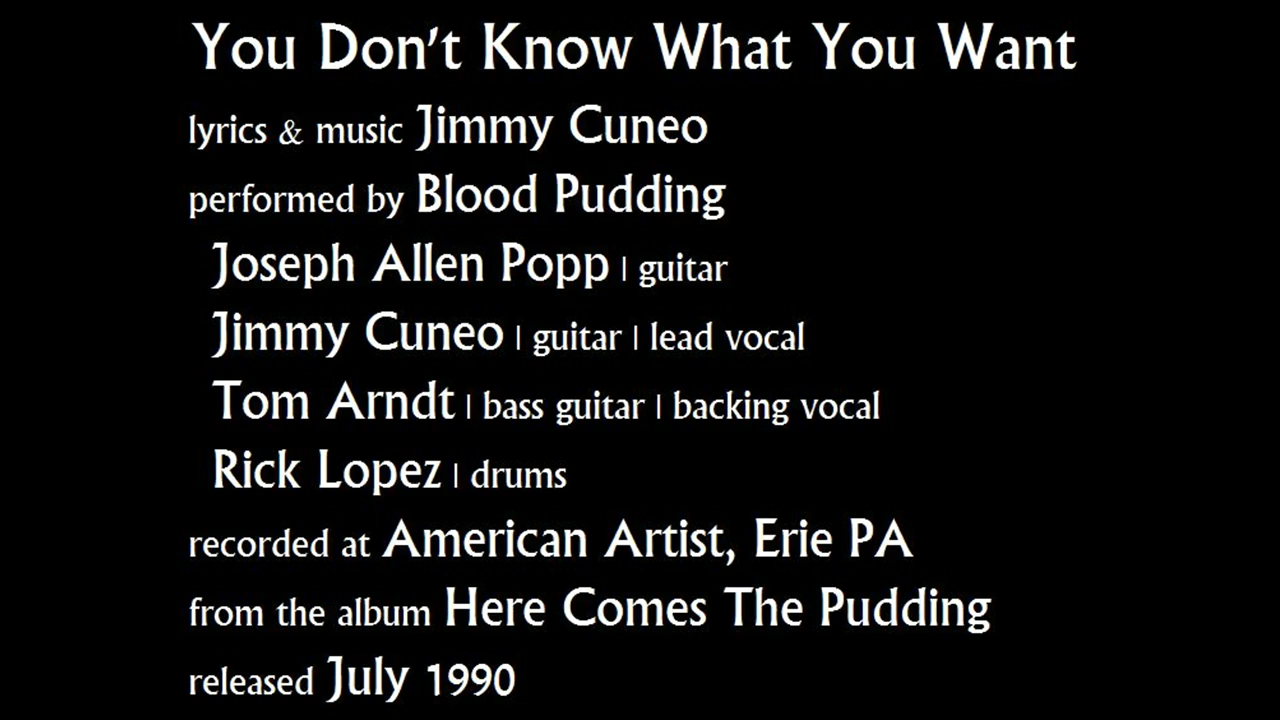 You Don't Know What You Want
lyrics & music Jimmy Cuneo
performed by Blood Pudding
Joseph Allen Popp | guitar
Jimmy Cuneo | guitar | lead vocal
Tom Arndt | bass guitar | backing vocal
Rick Lopez | drums
recorded at American Artist, Erie PA
from the album Here Comes The Pudding
released July 1990